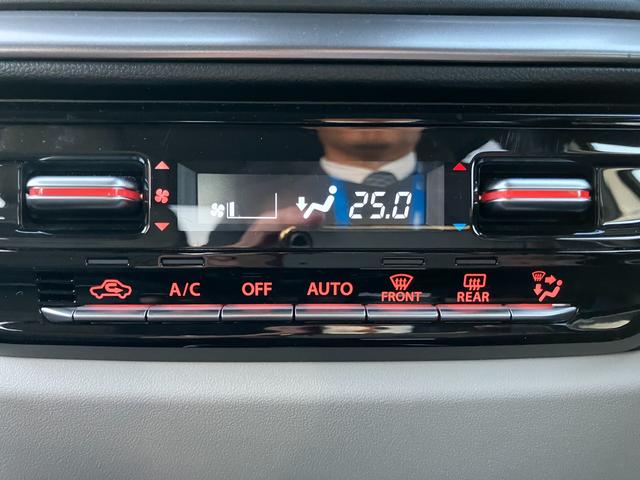 25.0
A/C OFF AUTO FRONT REAR